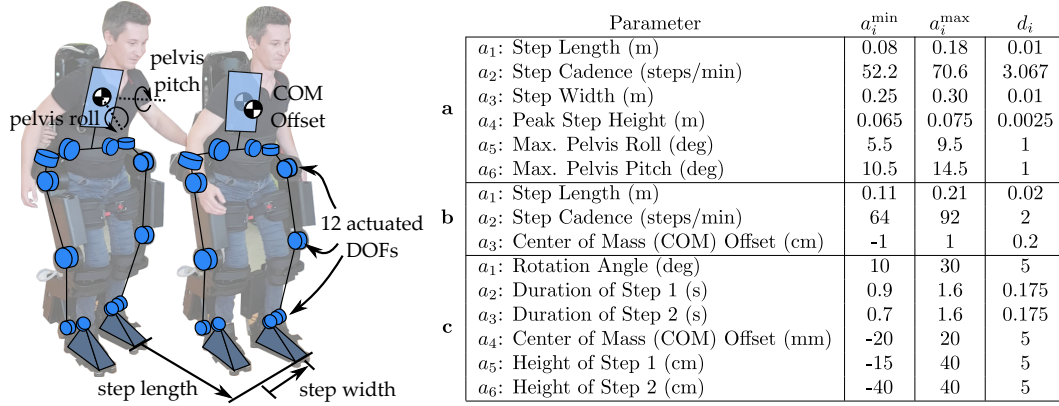 pelvis
pitch
COM
Offset
pelvis roll
12 actuated
DOFs
step length
step width
Parameter a_i^min a_i^max d_i
a
a₁: Step Length (m) 0.08 0.18 0.01
a₂: Step Cadence (steps/min) 52.2 70.6 3.067
a₃: Step Width (m) 0.25 0.30 0.01
a₄: Peak Step Height (m) 0.065 0.075 0.0025
a₅: Max. Pelvis Roll (deg) 5.5 9.5 1
a₆: Max. Pelvis Pitch (deg) 10.5 14.5 1
b
a₁: Step Length (m) 0.11 0.21 0.02
a₂: Step Cadence (steps/min) 64 92 2
a₃: Center of Mass (COM) Offset (cm) -1 1 0.2
c
a₁: Rotation Angle (deg) 10 30 5
a₂: Duration of Step 1 (s) 0.9 1.6 0.175
a₃: Duration of Step 2 (s) 0.7 1.6 0.175
a₄: Center of Mass (COM) Offset (mm) -20 20 5
a₅: Height of Step 1 (cm) -15 40 5
a₆: Height of Step 2 (cm) -40 40 5